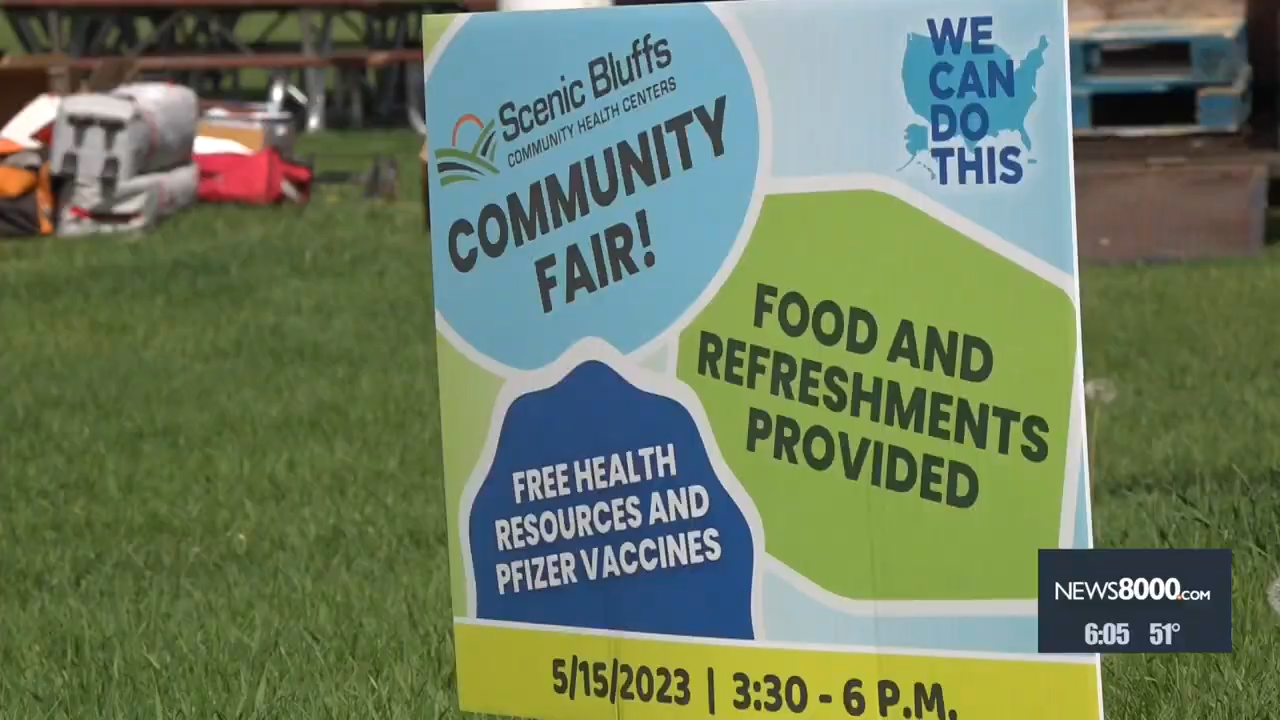 Scenic Bluffs
COMMUNITY HEALTH CENTERS
COMMUNITY
FAIR!
WE
CAN
DO
THIS
FOOD AND
REFRESHMENTS
PROVIDED
FREE HEALTH
RESOURCES AND
PFIZER VACCINES
5/15/2023 | 3:30 - 6 P.M.
NEWS8000.COM
6:05 51°